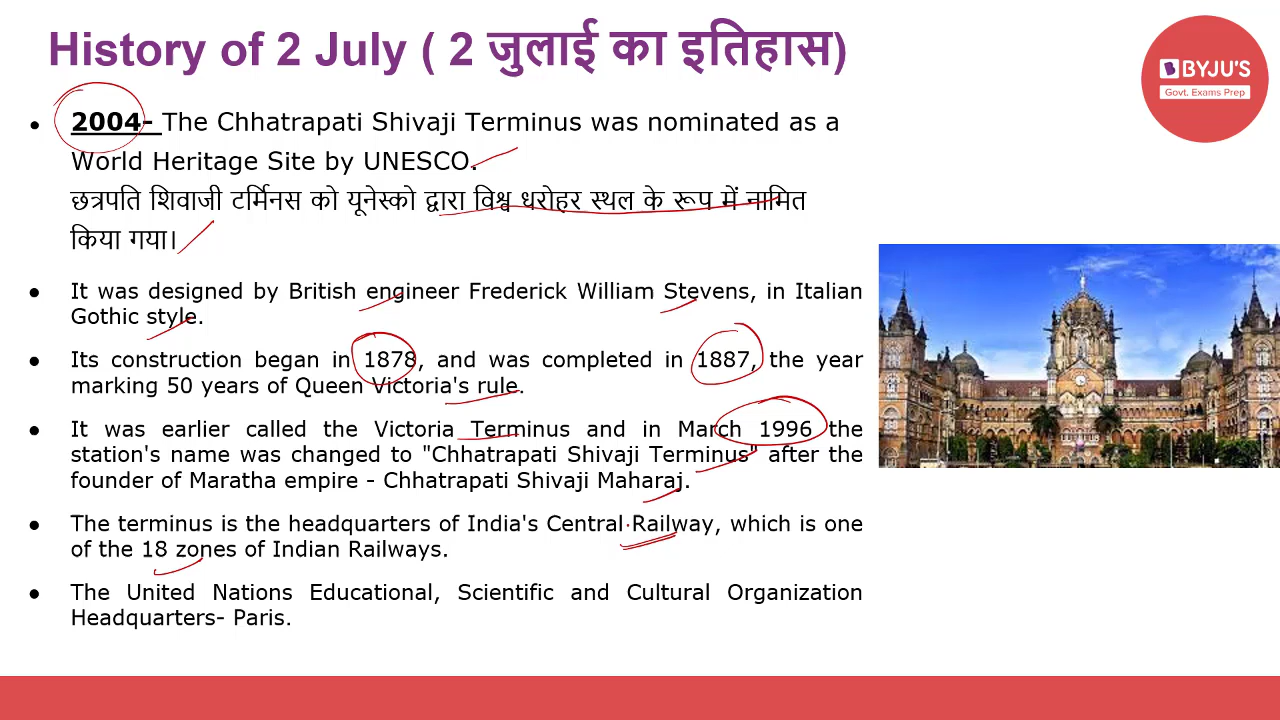 History of 2 July ( 2 जुलाई का इतिहास)
BYJU'S
Govt. Exams Prep
● 2004- The Chhatrapati Shivaji Terminus was nominated as a
World Heritage Site by UNESCO.
छत्रपति शिवाजी टर्मिनस को यूनेस्को द्वारा विश्व धरोहर स्थल के रूप में नामित
किया गया।
● It was designed by British engineer Frederick William Stevens, in Italian
Gothic style.
● Its construction began in 1878, and was completed in 1887, the year
marking 50 years of Queen Victoria's rule.
● It was earlier called the Victoria Terminus and in March 1996 the
station's name was changed to "Chhatrapati Shivaji Terminus" after the
founder of Maratha empire - Chhatrapati Shivaji Maharaj.
● The terminus is the headquarters of India's Central Railway, which is one
of the 18 zones of Indian Railways.
● The United Nations Educational, Scientific and Cultural Organization
Headquarters- Paris.